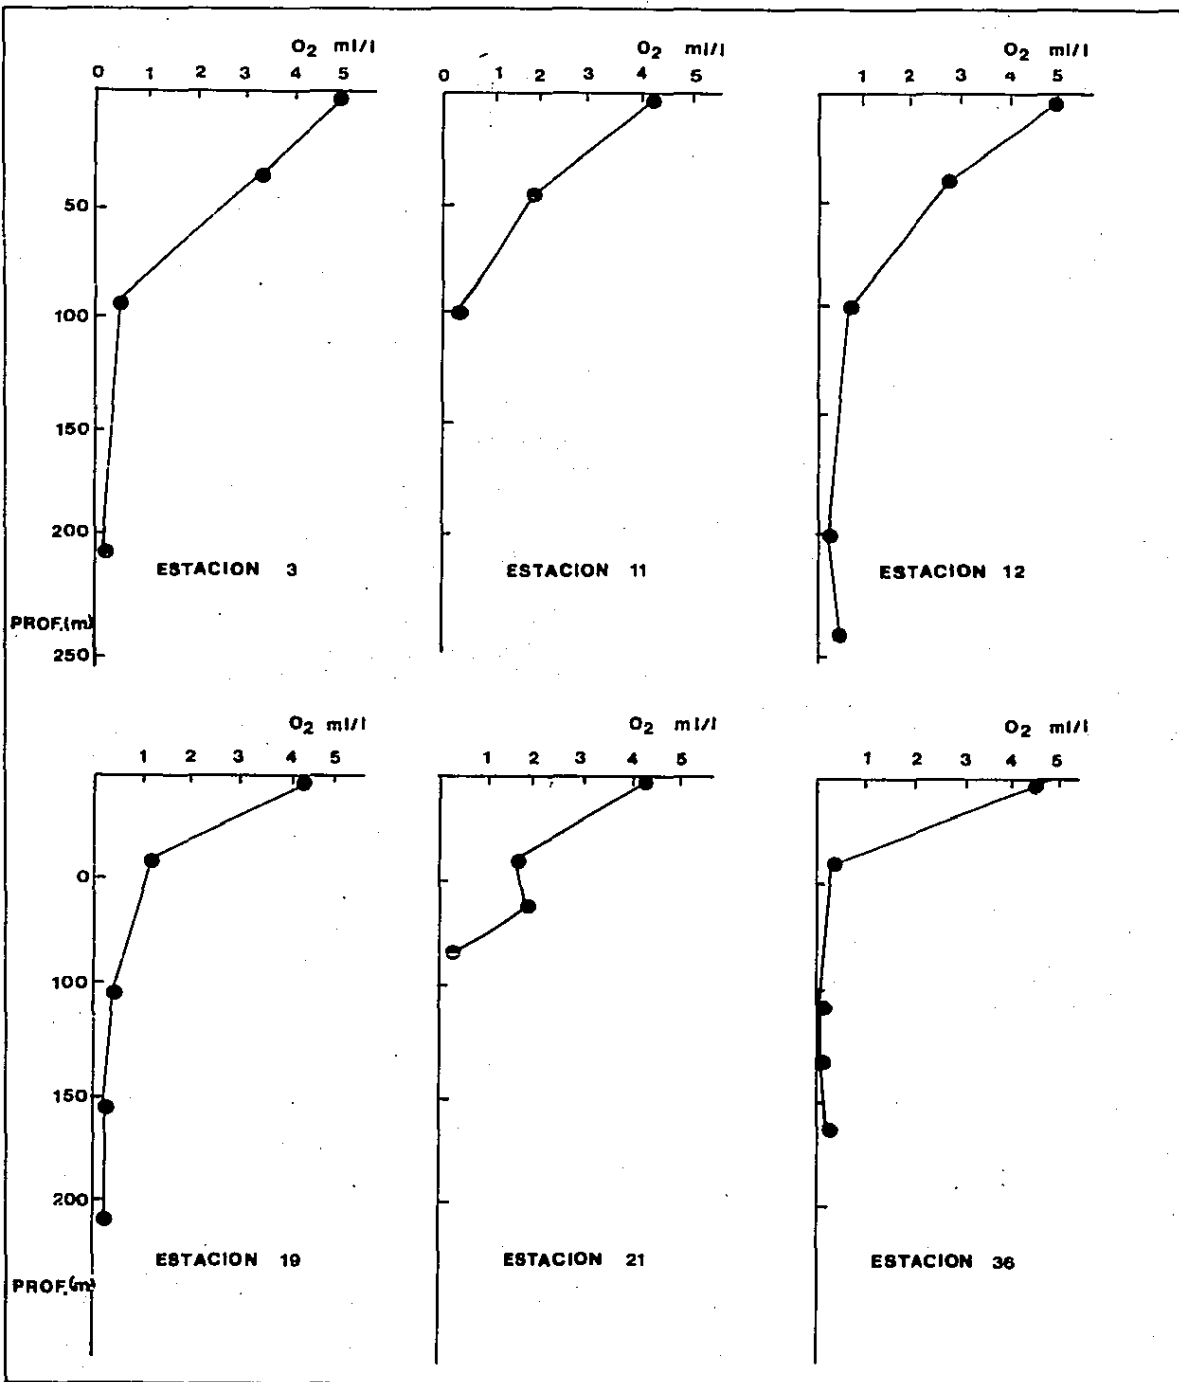 O2 ml/l
0 1 2 3 4 5
50
100
150
200
PROF.(m)
250
ESTACION 3
O2 ml/l
0 1 2 3 4 5
ESTACION 11
O2 ml/l
1 2 3 4 5
ESTACION 12
O2 ml/l
1 2 3 4 5
0
100
150
200
PROF.(m)
ESTACION 19
O2 ml/l
1 2 3 4 5
ESTACION 21
O2 ml/l
1 2 3 4 5
ESTACION 36